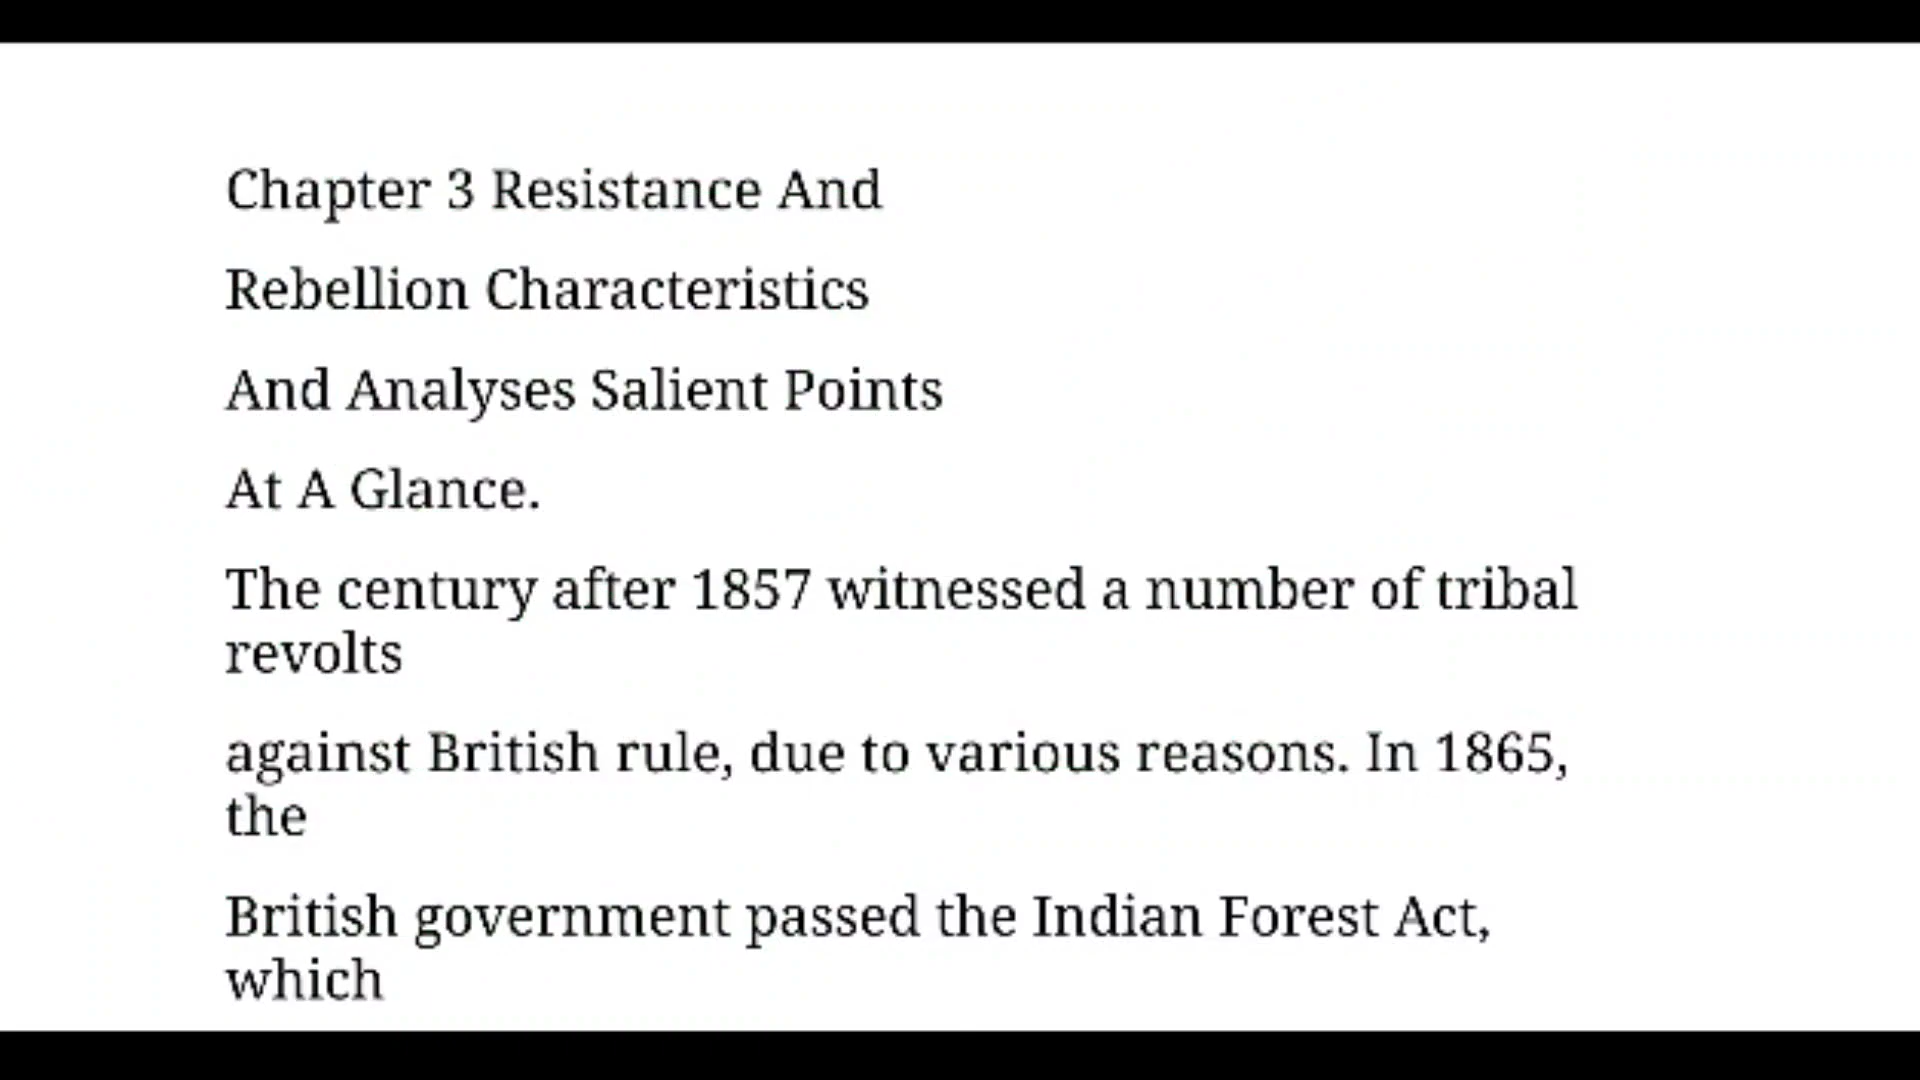 Chapter 3 Resistance And
Rebellion Characteristics
And Analyses Salient Points
At A Glance.
The century after 1857 witnessed a number of tribal
revolts
against British rule, due to various reasons. In 1865,
the
British government passed the Indian Forest Act,
which